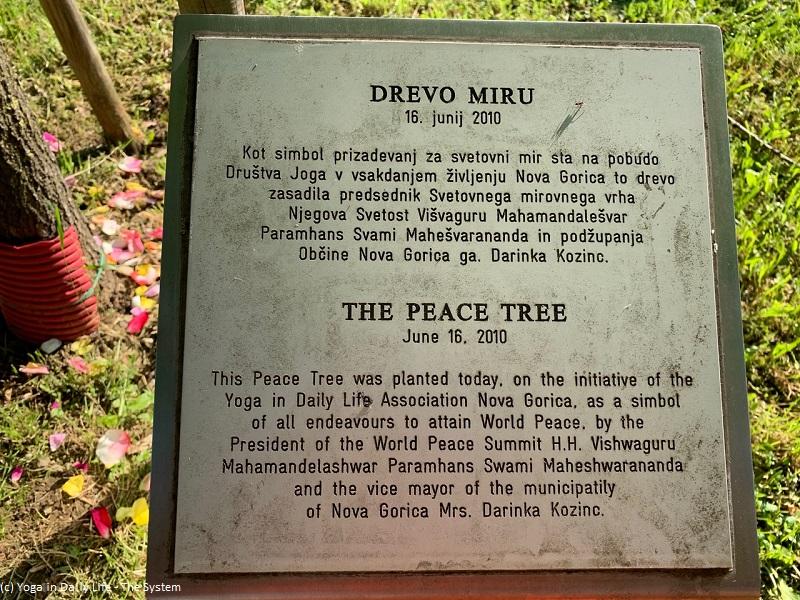 DREVO MIRU
16. junij 2010
Kot simbol prizadevanj za svetovni mir sta na pobudo
Društva Joga v vsakdanjem življenju Nova Gorica to drevo
zasadila predsednik Svetovnega mirovnega vrha
Njegova Svetost Višvaguru Mahamandalešvar
Paramhans Svami Mahešvarananda in podžupanja
Občine Nova Gorica ga. Darinka Kozinc.
THE PEACE TREE
June 16, 2010
This Peace Tree was planted today, on the initiative of the
Yoga in Daily Life Association Nova Gorica, as a simbol
of all endeavours to attain World Peace, by the
President of the World Peace Summit H.H. Vishwaguru
Mahamandelashwar Paramhans Swami Maheshwarananda
and the vice mayor of the municipatily
of Nova Gorica Mrs. Darinka Kozinc.
(c) Yoga in Daily Life - The System